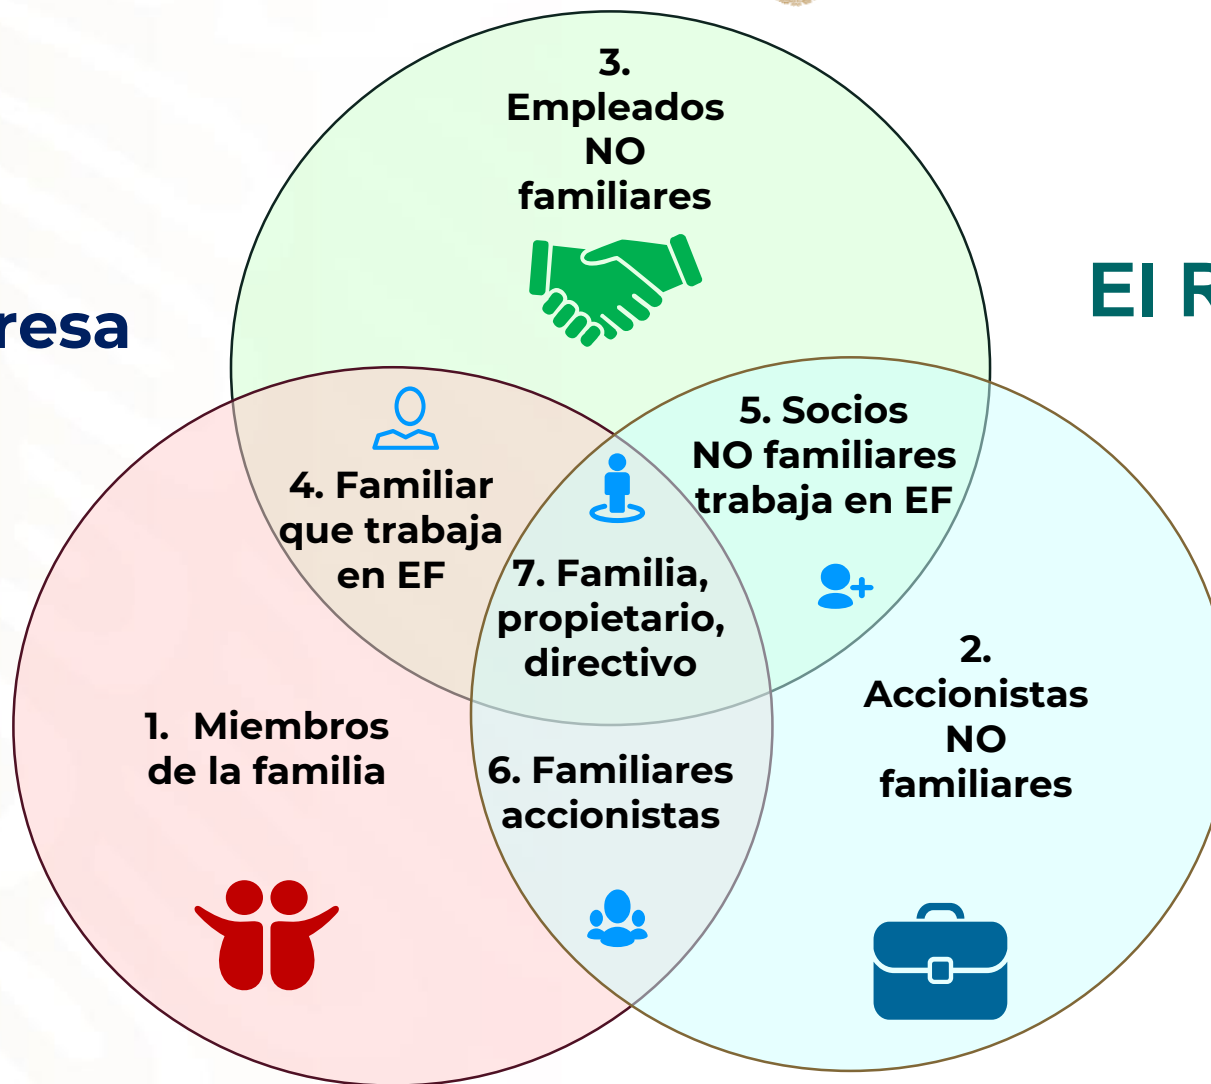 3.
Empleados
NO
familiares
resa
El R
5. Socios
NO familiares
trabaja en EF
4. Familiar
que trabaja
en EF
7. Familia,
propietario,
directivo
2.
Accionistas
NO
familiares
1. Miembros
de la familia
6. Familiares
accionistas